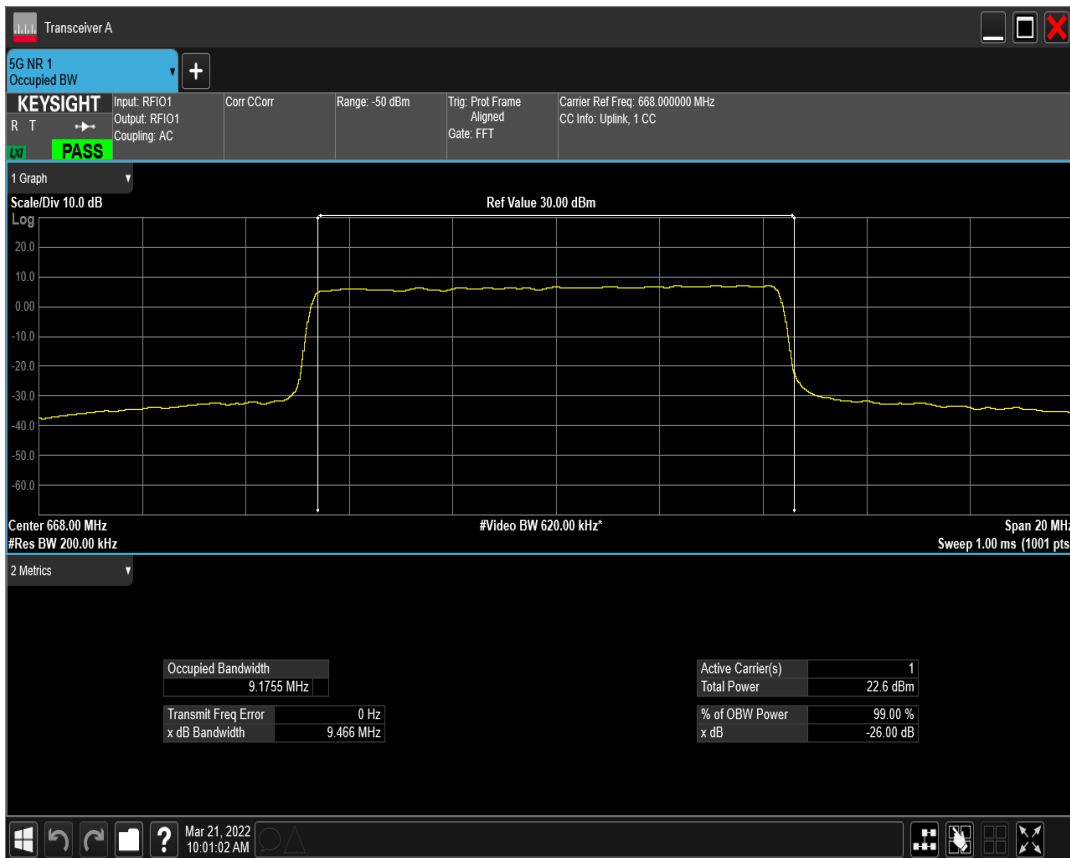 Transceiver A
5G NR 1
Occupied BW
+
KEYSIGHT
R T
LXI
PASS
Input: RFIO1
Output: RFIO1
Coupling: AC
Corr CCorr
Range: -50 dBm
Trig: Prot Frame
Aligned
Gate: FFT
Carrier Ref Freq: 668.000000 MHz
CC Info: Uplink, 1 CC
1 Graph
Scale/Div 10.0 dB
Ref Value 30.00 dBm
Log
20.0
10.0
0.00
-10.0
-20.0
-30.0
-40.0
-50.0
-60.0
Center 668.00 MHz
#Video BW 620.00 kHz*
Span 20 MHz
#Res BW 200.00 kHz
Sweep 1.00 ms (1001 pts
2 Metrics
Occupied Bandwidth
9.1755 MHz
Transmit Freq Error 0 Hz
x dB Bandwidth 9.466 MHz
Active Carrier(s) 1
Total Power 22.6 dBm
% of OBW Power 99.00 %
x dB -26.00 dB
?
Mar 21, 2022
10:01:02 AM